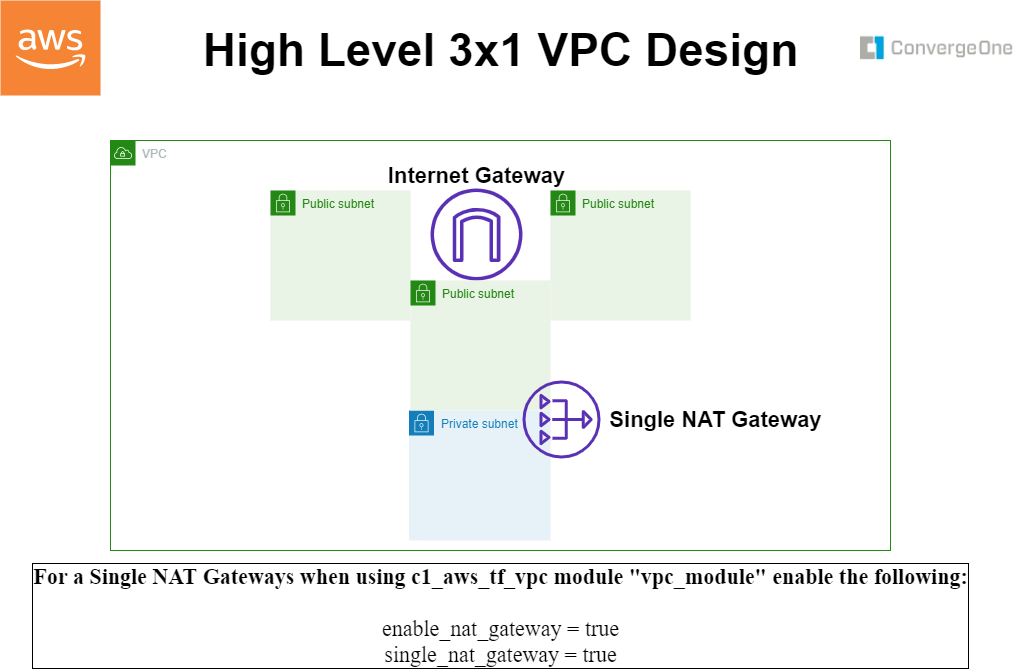 aws
High Level 3x1 VPC Design
ConvergeOne
VPC
Internet Gateway
Public subnet
Public subnet
Public subnet
Private subnet
Single NAT Gateway
For a Single NAT Gateways when using c1_aws_tf_vpc module "vpc_module" enable the following:
enable_nat_gateway = true
single_nat_gateway = true